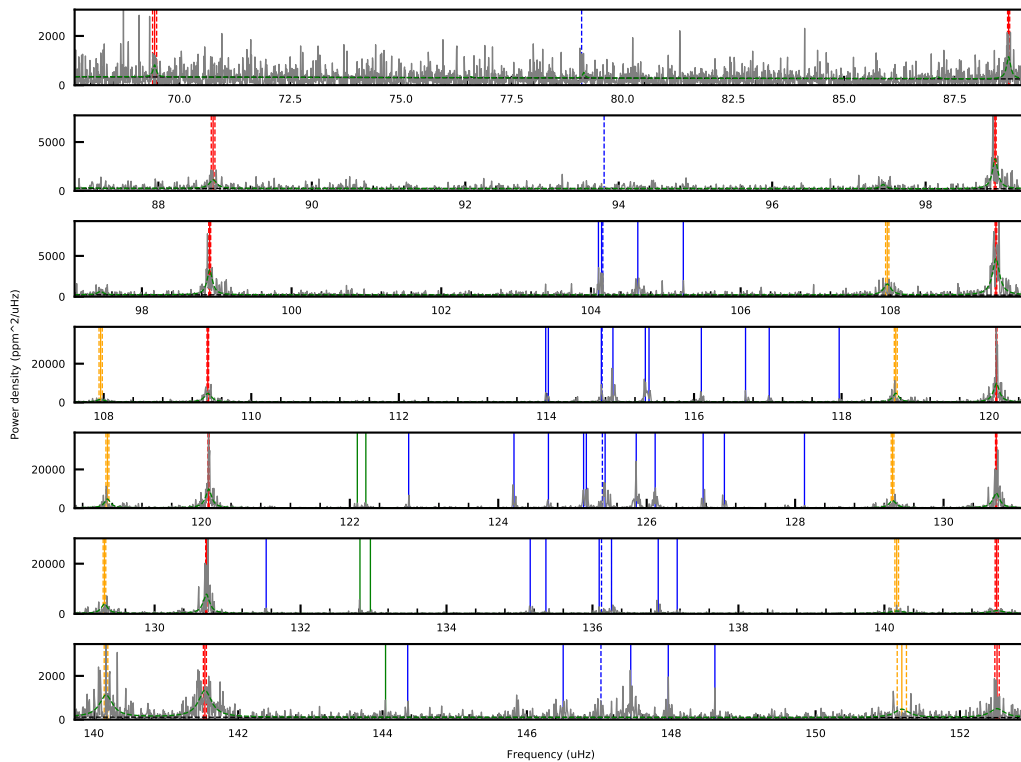 2000
0
70.0 72.5 75.0 77.5 80.0 82.5 85.0 87.5
5000
0
88 90 92 94 96 98
5000
0
98 100 102 104 106 108
Power density (ppm^2/uHz)
20000
0
108 110 112 114 116 118 120
20000
0
120 122 124 126 128 130
20000
0
130 132 134 136 138 140
2000
0
140 142 144 146 148 150 152
Frequency (uHz)